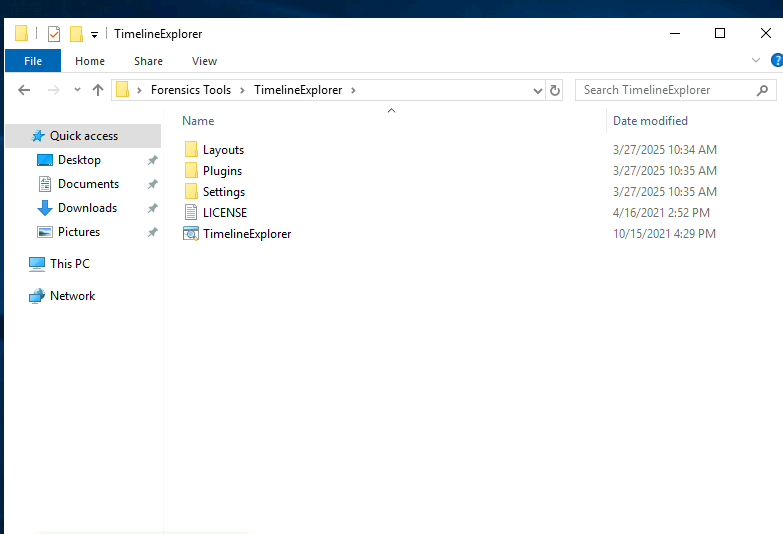 TimelineExplorer
File Home Share View
Forensics Tools TimelineExplorer Search TimelineExplorer
Name Date modified
Quick access
Desktop
Documents
Downloads
Pictures
This PC
Network
Layouts 3/27/2025 10:34 AM
Plugins 3/27/2025 10:35 AM
Settings 3/27/2025 10:35 AM
LICENSE 4/16/2021 2:52 PM
TimelineExplorer 10/15/2021 4:29 PM